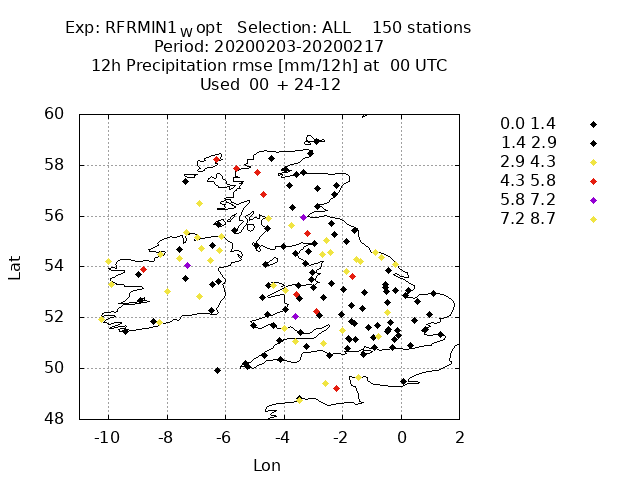 Exp: RFRMIN1wopt Selection: ALL 150 stations
Period: 20200203-20200217
12h Precipitation rmse [mm/12h] at 00 UTC
Used 00 + 24-12
60
58
56
54
52
50
48
-10 -8 -6 -4 -2 0 2
Lat
Lon
0.0 1.4
1.4 2.9
2.9 4.3
4.3 5.8
5.8 7.2
7.2 8.7